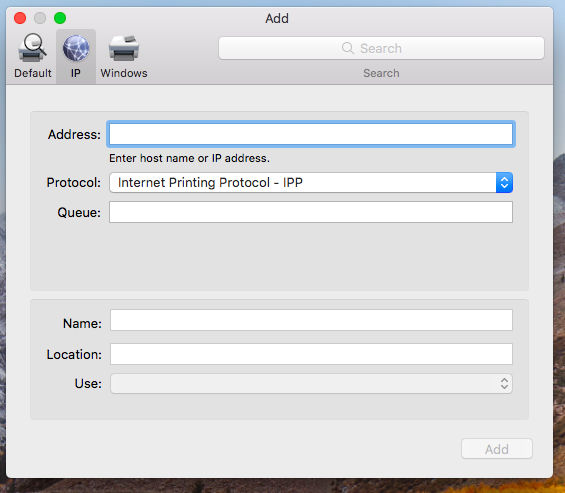 Add
Default
IP
Windows
Search
Search
Address:
Enter host name or IP address.
Protocol: Internet Printing Protocol - IPP
Queue:
Name:
Location:
Use:
Add